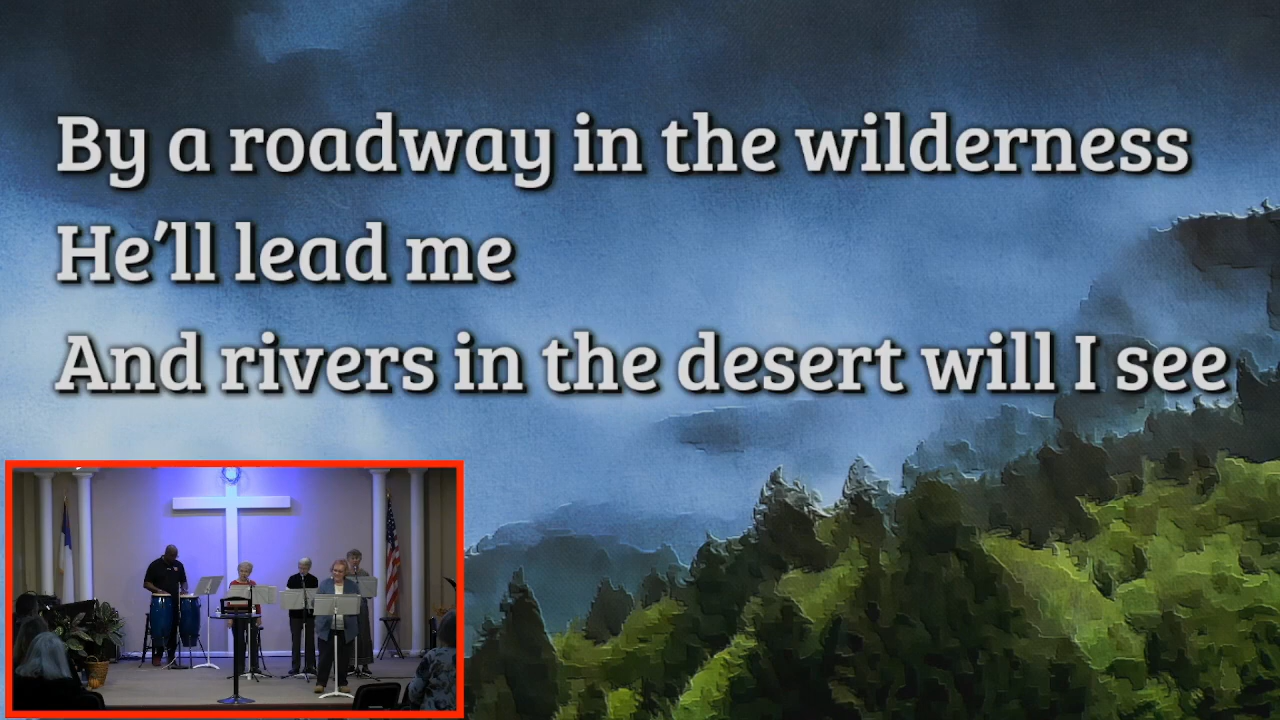 By a roadway in the wilderness
He'll lead me
And rivers in the desert will I see